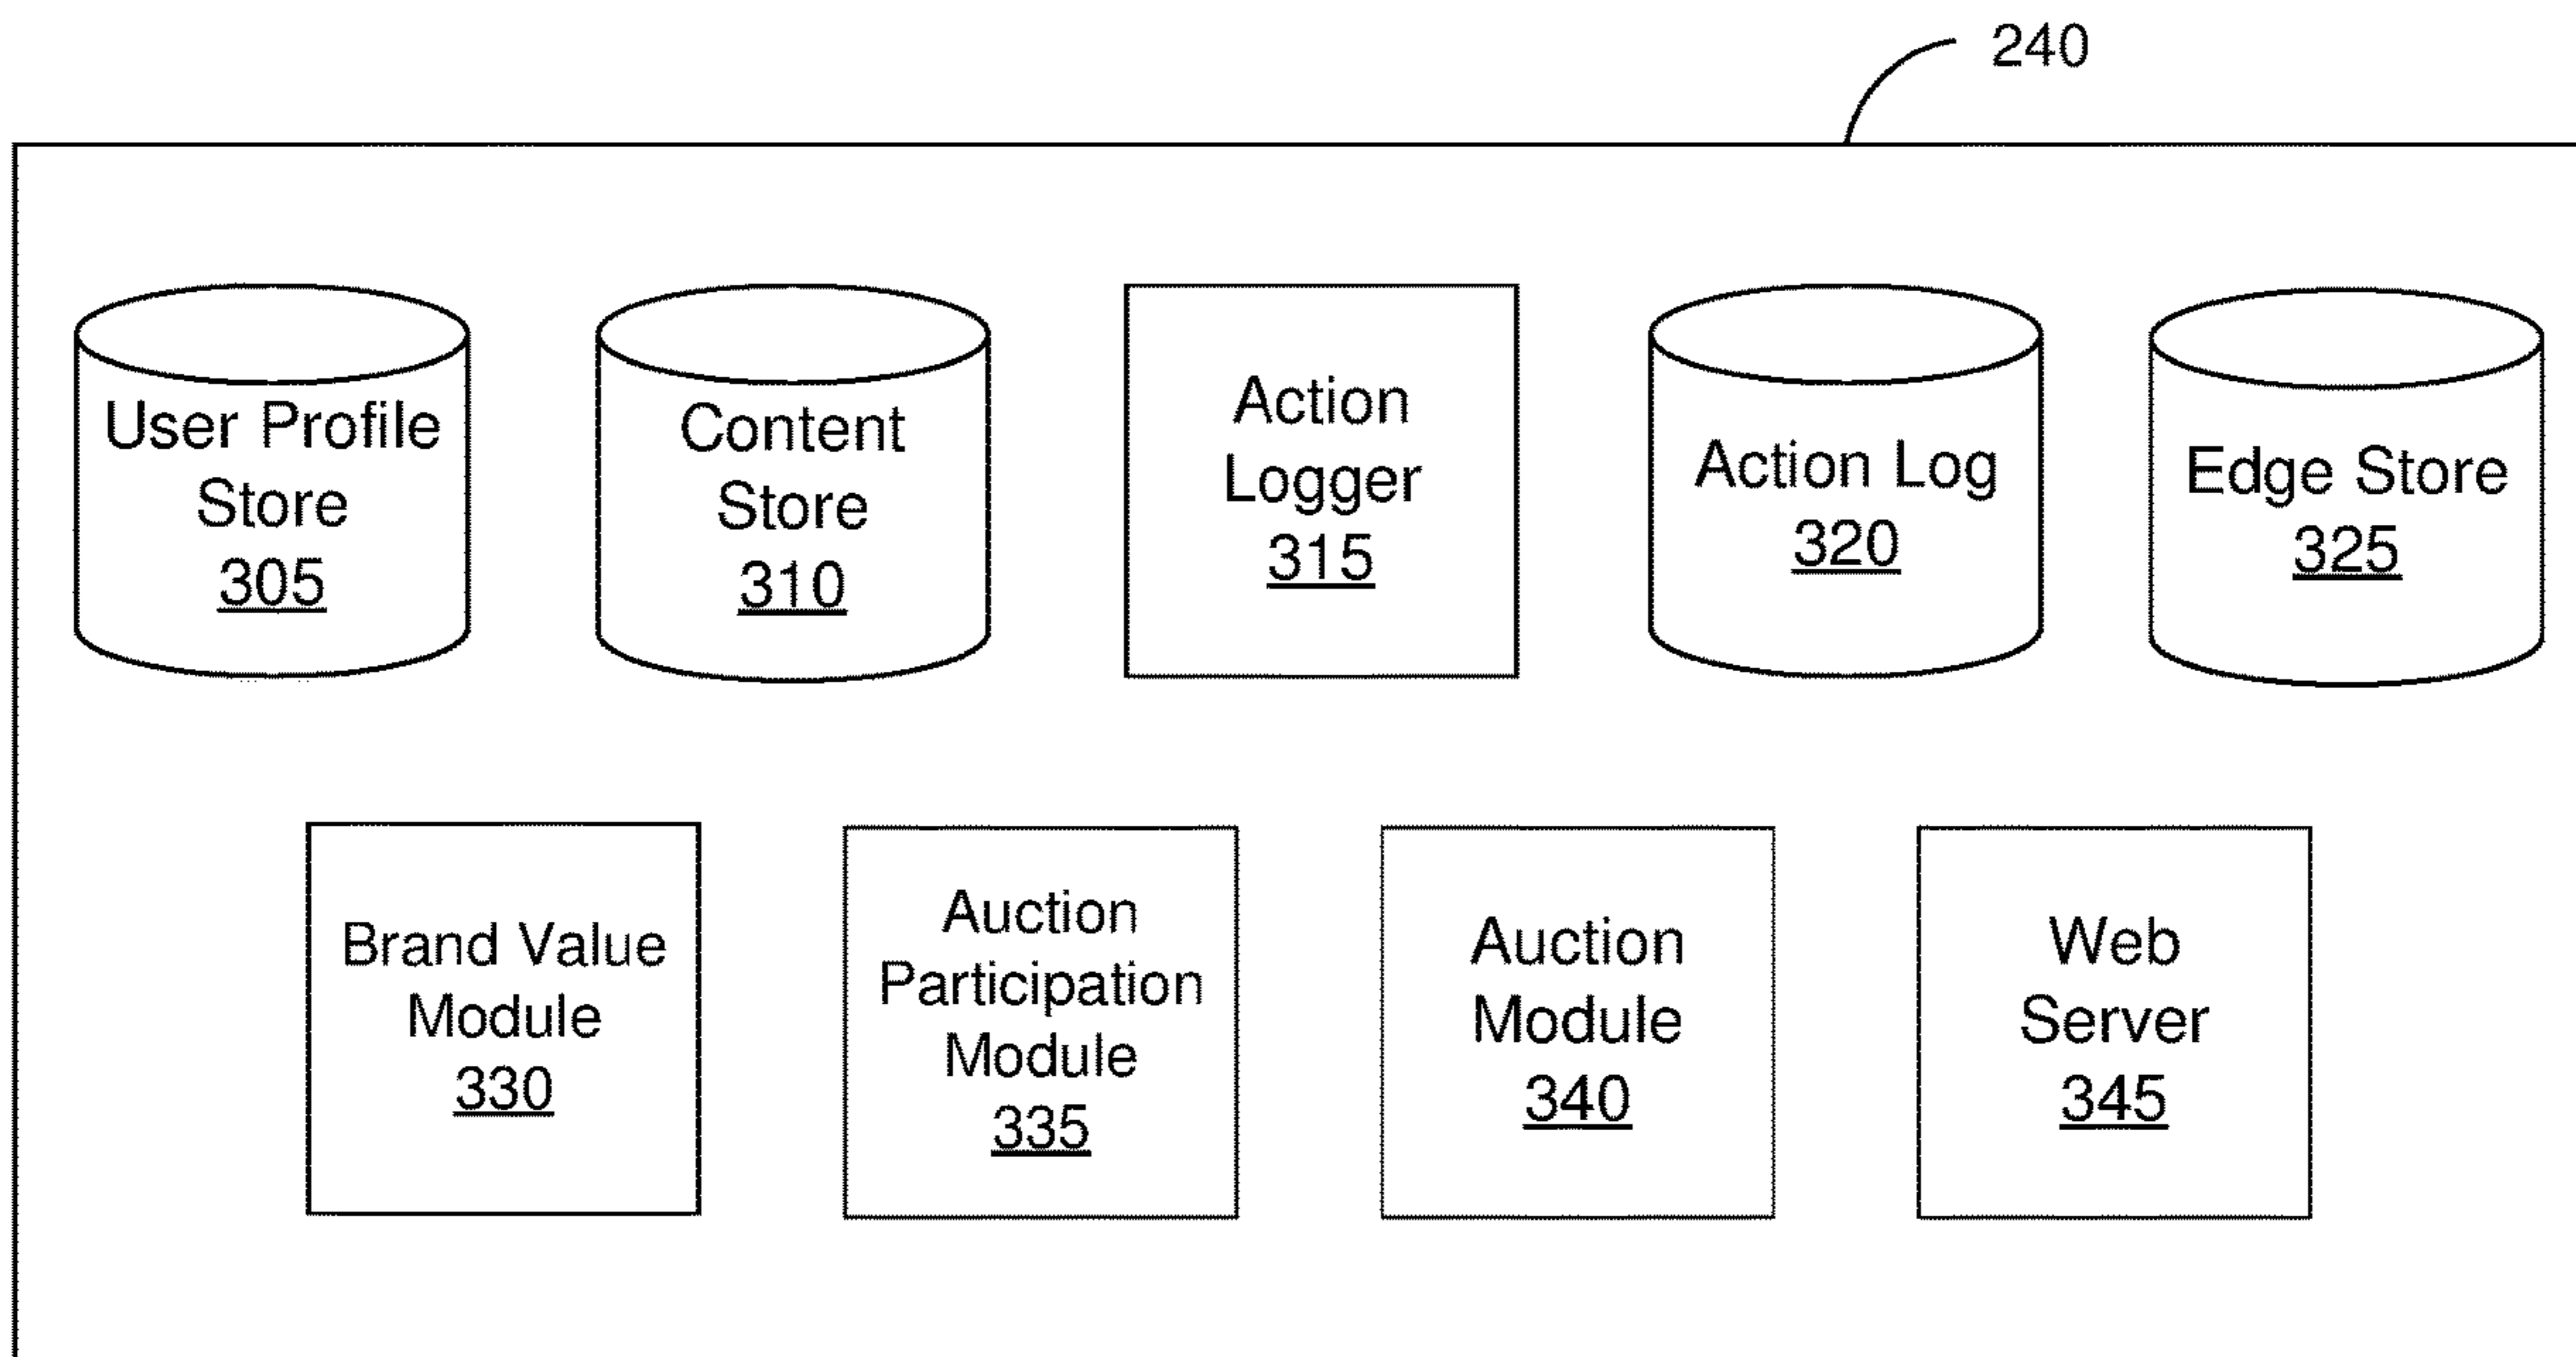 240
User Profile
Store
305
Content
Store
310
Action
Logger
315
Action Log
320
Edge Store
325
Brand Value
Module
330
Auction
Participation
Module
335
Auction
Module
340
Web
Server
345